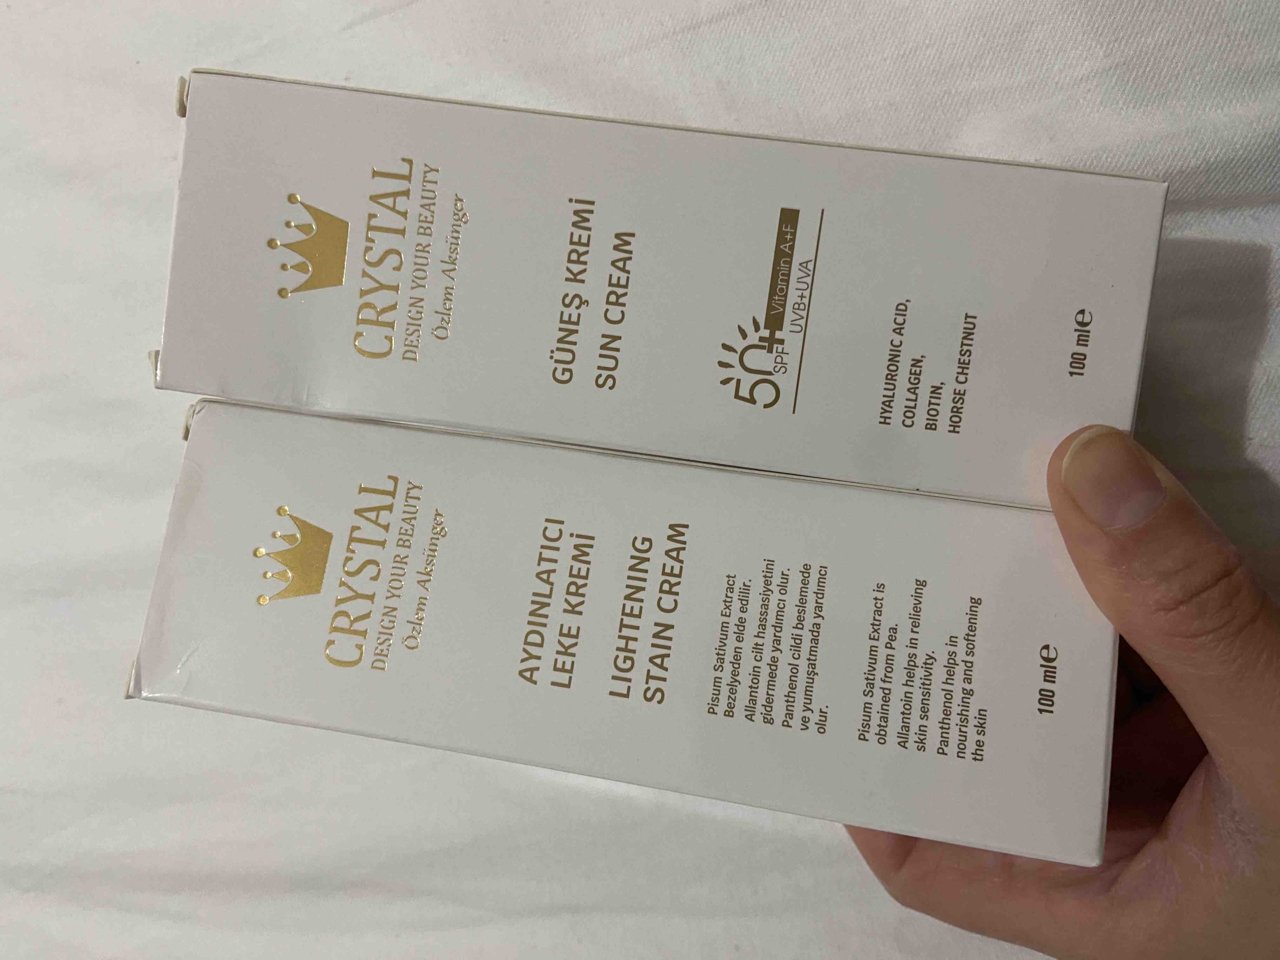 CRYSTAL
DESIGN YOUR BEAUTY
Özlem Aksünger
GÜNEŞ KREMİ
SUN CREAM
50+
SPF
Vitamin A+F
UVB+UVA
HYALURONIC ACID,
COLLAGEN,
BIOTIN,
HORSE CHESTNUT
100 ml℮
CRYSTAL
DESIGN YOUR BEAUTY
Özlem Aksünger
AYDINLATICI
LEKE KREMİ
LIGHTENING
STAIN CREAM
Pisum Sativum Extract
Bezelyeden elde edilir.
Allantoin cilt hassasiyetini
gidermede yardımcı olur.
Panthenol cildi beslemede
ve yumuşatmada yardımcı
olur.
Pisum Sativum Extract is
obtained from Pea.
Allantoin helps in relieving
skin sensitivity.
Panthenol helps in
nourishing and softening
the skin
100 ml℮